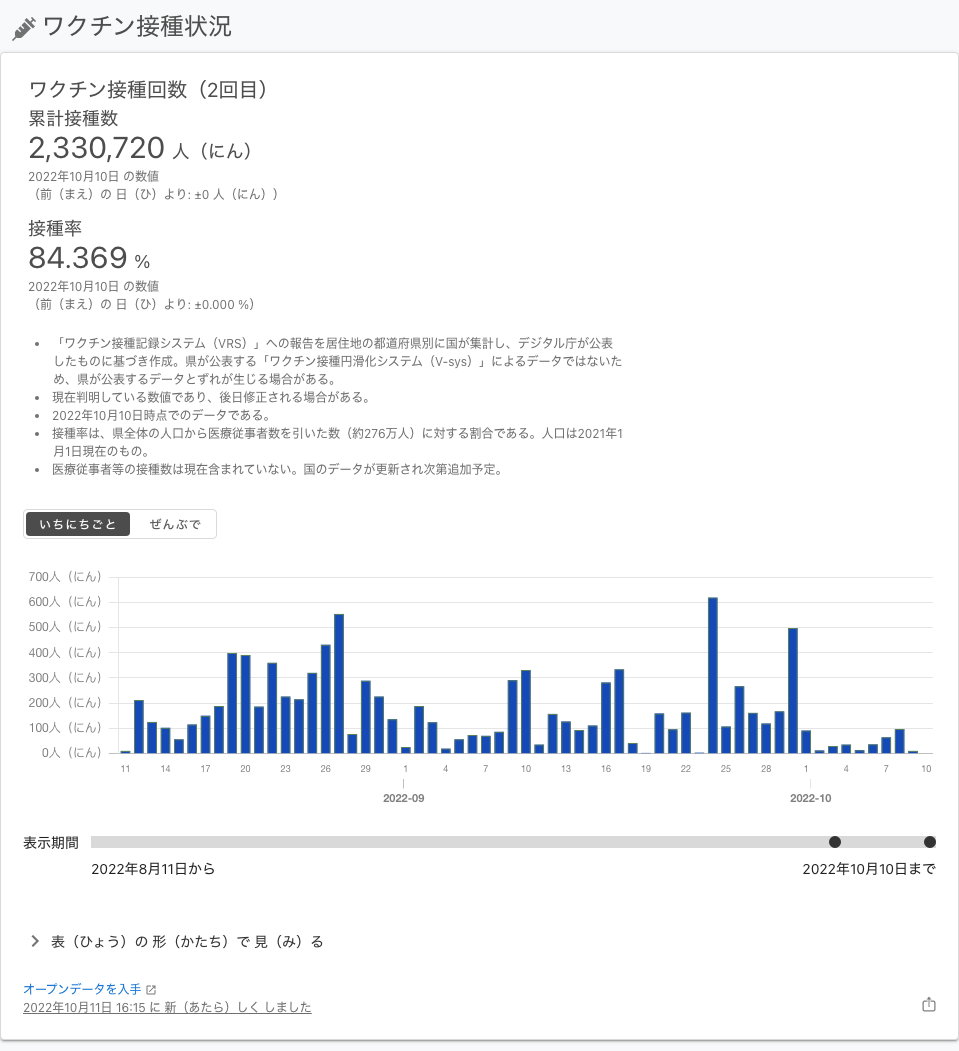 ワクチン接種状況
ワクチン接種回数（2回目）
累計接種数
2,330,720 人（にん）
2022年10月10日 の数値
（前（まえ）の 日（ひ）より: ±0 人（にん））
接種率
84.369 %
2022年10月10日 の数値
（前（まえ）の 日（ひ）より: ±0.000 %）
• 「ワクチン接種記録システム（VRS）」への報告を居住地の都道府県別に国が集計し、デジタル庁が公表
したものに基づき作成。県が公表する「ワクチン接種円滑化システム（V-sys）」によるデータではないた
め、県が公表するデータとずれが生じる場合がある。
• 現在判明している数値であり、後日修正される場合がある。
• 2022年10月10日時点でのデータである。
• 接種率は、県全体の人口から医療従事者数を引いた数（約276万人）に対する割合である。人口は2021年1
月1日現在のもの。
• 医療従事者等の接種数は現在含まれていない。国のデータが更新され次第追加予定。
いちにちごと ぜんぶで
700人（にん）
600人（にん）
500人（にん）
400人（にん）
300人（にん）
200人（にん）
100人（にん）
0人（にん）
11 14 17 20 23 26 29 1 4 7 10 13 16 19 22 25 28 1 4 7 10
2022-09 2022-10
表示期間
2022年8月11日から 2022年10月10日まで
表（ひょう）の 形（かたち）で 見（み）る
オープンデータを入手
2022年10月11日 16:15 に 新（あたら）しく しました